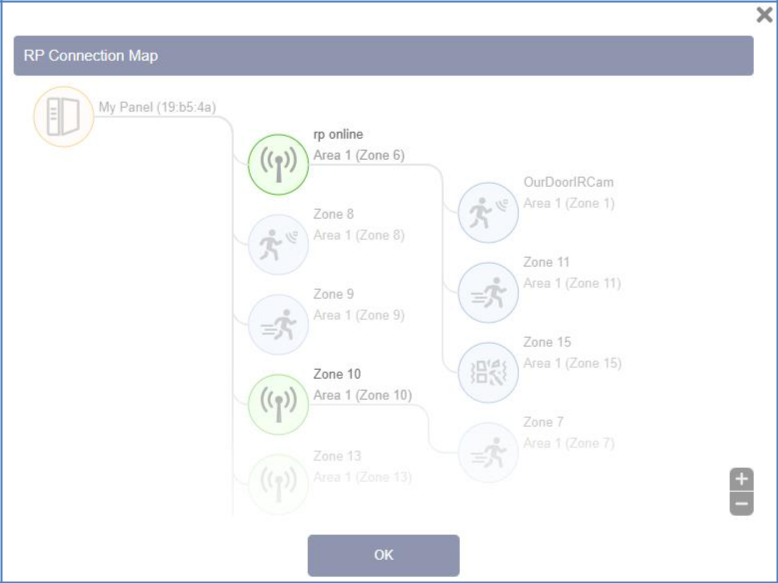 RP Connection Map
My Panel (19:b5:4a)
rp online
Area 1 (Zone 6)
OurDoorIRCam
Area 1 (Zone 1)
Zone 8
Area 1 (Zone 8)
Zone 11
Area 1 (Zone 11)
Zone 9
Area 1 (Zone 9)
Zone 15
Area 1 (Zone 15)
Zone 10
Area 1 (Zone 10)
Zone 7
Area 1 (Zone 7)
Zone 13
Area 1 (Zone 13)
+
−
OK